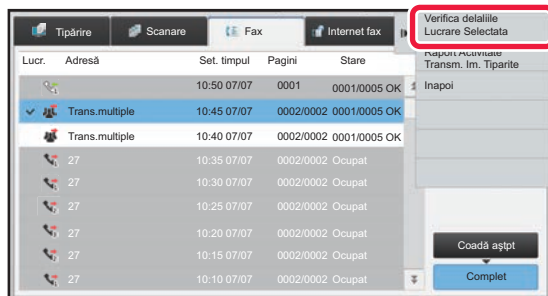 Tipărire Scanare Fax Internet fax
Verifica delaliile
Lucrare Selectata
Raport Activitate
Transm. Im. Tiparite
Inapoi
Lucr. Adresă Set. timpul Pagini Stare
10:50 07/07 0001 0001/0005 OK
Trans.multiple 10:45 07/07 0002/0002 0001/0005 OK
Trans.multiple 10:40 07/07 0002/0002 0001/0005 OK
27 10:35 07/07 0002/0002 Ocupat
27 10:30 07/07 0002/0002 Ocupat
27 10:25 07/07 0002/0002 Ocupat
27 10:20 07/07 0002/0002 Ocupat
27 10:15 07/07 0002/0002 Ocupat
27 10:10 07/07 0002/0002 Ocupat
Coadă aştpt
Complet